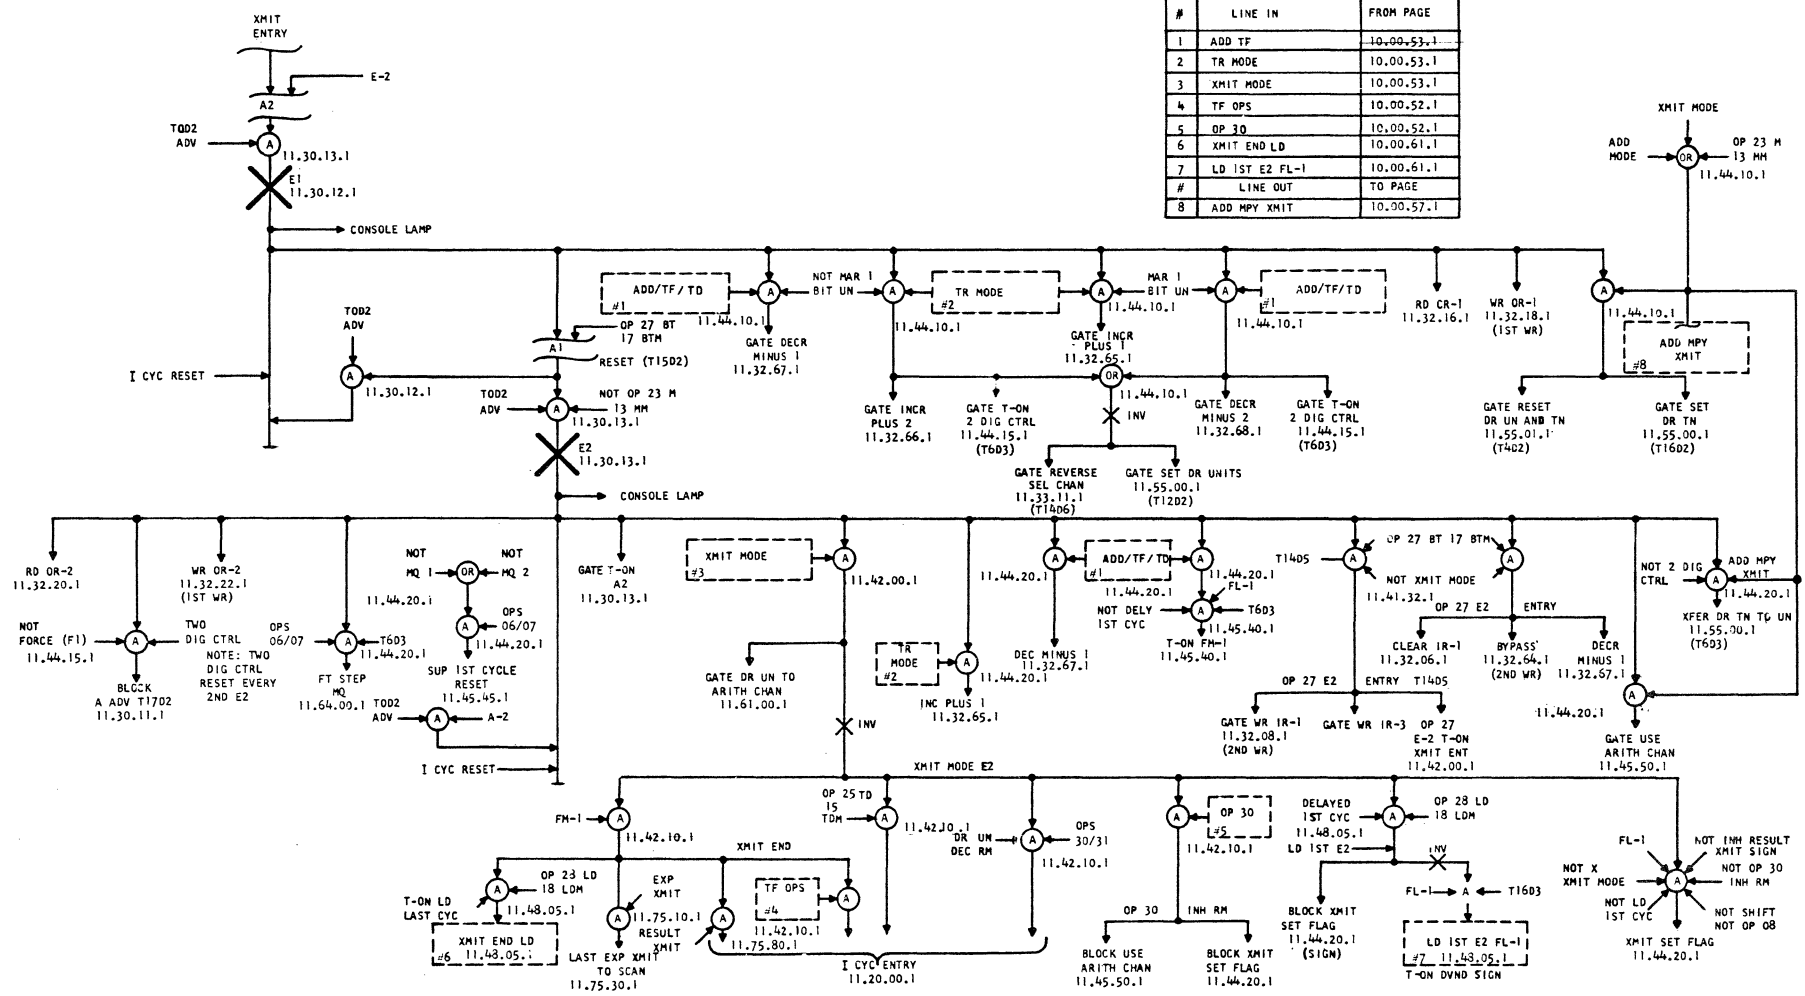 XMIT
ENTRY
E-2
A2
TOD2
ADV
A
11.30.13.1
E1
11.30.12.1
CONSOLE LAMP
# LINE IN FROM PAGE
1 ADD TF 10.00.53.1
2 TR MODE 10.00.53.1
3 XMIT MODE 10.00.53.1
4 TF OPS 10.00.52.1
5 OP 30 10.00.52.1
6 XMIT END LD 10.00.61.1
7 LD 1ST E2 FL-1 10.00.61.1
# LINE OUT TO PAGE
8 ADD MPY XMIT 10.00.57.1
XMIT MODE
ADD
MODE
OR
OP 23 M
13 MM
11.44.10.1
ADD/TF/TD
#1
A
11.44.10.1
NOT MAR 1
BIT UN
A
11.44.10.1
TR MODE
#2
A
11.44.10.1
MAR 1
BIT UN
A
11.44.10.1
ADD/TF/TD
#1
RD CR-1
11.32.16.1
WR OR-1
11.32.18.1
(1ST WR)
A
11.44.10.1
ADD MPY
XMIT
#8
TOD2
ADV
A
11.30.12.1
I CYC RESET
OP 27 BT
17 BTM
A1
RESET (T15D2)
TOD2
ADV
A
NOT OP 23 M
13 MM
11.30.13.1
E2
11.30.13.1
CONSOLE LAMP
GATE DECR
MINUS 1
11.32.67.1
GATE INCR
PLUS 1
11.32.65.1
OR
11.44.10.1
INV
GATE INCR
PLUS 2
11.32.66.1
GATE T-ON
2 DIG CTRL
11.44.15.1
(T6D3)
GATE DECR
MINUS 2
11.32.68.1
GATE T-ON
2 DIG CTRL
11.44.15.1
(T6D3)
GATE RESET
DR UN AND TN
11.55.01.1
(T4D2)
GATE SET
DR TN
11.55.00.1
(T16D2)
GATE REVERSE
SEL CHAN
11.33.11.1
(T14D6)
GATE SET DR UNITS
11.55.00.1
(T12D2)
RD OR-2
11.32.20.1
NOT
FORCE (F1)
11.44.15.1
A
TWO
DIG CTRL
BLOCK
A ADV T17D2
11.30.11.1
WR OR-2
11.32.22.1
(1ST WR)
NOTE: TWO
DIG CTRL
RESET EVERY
2ND E2
OPS
06/07
A
T6D3
11.44.20.1
FT STEP
MQ
11.64.00.1
NOT
MQ 1
OR
NOT
MQ 2
11.44.20.1
A
OPS
06/07
11.44.20.1
SUP 1ST CYCLE
RESET
11.45.45.1
TOD2
ADV
A
A-2
I CYC RESET
GATE T-ON
A2
11.30.13.1
XMIT MODE
#3
A
11.42.00.1
GATE DR UN TO
ARITH CHAN
11.61.00.1
INV
TR
MODE
#2
A
11.44.20.1
INC PLUS 1
11.32.65.1
A
11.44.20.1
DEC MINUS 1
11.32.67.1
ADD/TF/TD
#1
11.44.20.1
A
11.44.20.1
FL-1
NOT DELY
1ST CYC
A
T6D3
11.45.40.1
T-ON FM-1
11.45.40.1
T14D5
A
OP 27 BT 17 BTM
NOT XMIT MODE
11.41.32.1
A
OP 27 E2 ENTRY
CLEAR IR-1
11.32.06.1
BYPASS
11.32.64.1
(2ND WR)
DECR
MINUS 1
11.32.67.1
OP 27 E2 ENTRY T14D5
GATE WR IR-1
11.32.08.1
(2ND WR)
GATE WR IR-3
OP 27
E-2 T-ON
XMIT ENT
11.42.00.1
NOT 2 DIG
CTRL
A
ADD MPY
XMIT
11.44.20.1
XFER DR TN TO UN
11.55.00.1
(T6D3)
A
11.44.20.1
GATE USE
ARITH CHAN
11.45.50.1
XMIT MODE E2
FM-1
A
11.42.10.1
XMIT END
OP 28 LD
18 LDM
A
T-ON LD
LAST CYC
11.48.05.1
XMIT END LD
#6 11.48.05.1
EXP
XMIT
A
11.75.10.1
LAST EXP XMIT
TO SCAN
11.75.30.1
RESULT
XMIT
A
11.75.80.1
TF OPS
#4
A
11.42.10.1
OP 25 TD
15
TDM
A
11.42.10.1
DR UN
DEC RM
A
OPS
30/31
11.42.10.1
I CYC ENTRY
11.20.00.1
A
OP 30
#5
11.42.10.1
OP 30 INH RM
BLOCK USE
ARITH CHAN
11.45.50.1
BLOCK XMIT
SET FLAG
11.44.20.1
DELAYED
1ST CYC
11.48.05.1
A
OP 28 LD
18 LDM
LD 1ST E2
INV
BLOCK XMIT
SET FLAG
11.44.20.1
(SIGN)
FL-1
A
T16D3
LD 1ST E2 FL-1
#7 11.48.05.1
T-ON DVND SIGN
FL-1
NOT INH RESULT
XMIT SIGN
NOT X
XMIT MODE
A
NOT OP 30
INH RM
NOT LD
1ST CYC
NOT SHIFT
NOT OP 08
XMIT SET FLAG
11.44.20.1